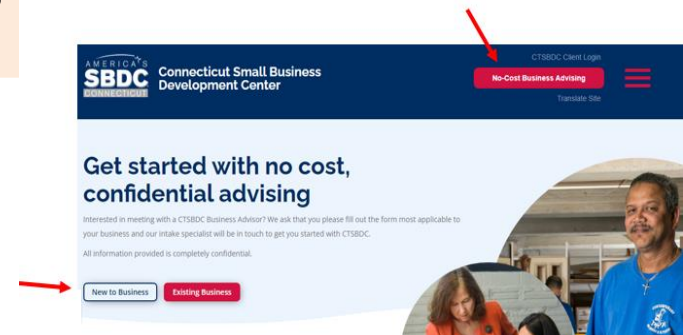 AMERICA'S
SBDC
CONNECTICUT
Connecticut Small Business
Development Center
CTSBDC Client Login
No-Cost Business Advising
Translate Site
Get started with no cost,
confidential advising
Interested in meeting with a CTSBDC Business Advisor? We ask that you please fill out the form most applicable to
your business and our intake specialist will be in touch to get you started with CTSBDC.
All information provided is completely confidential.
New to Business
Existing Business